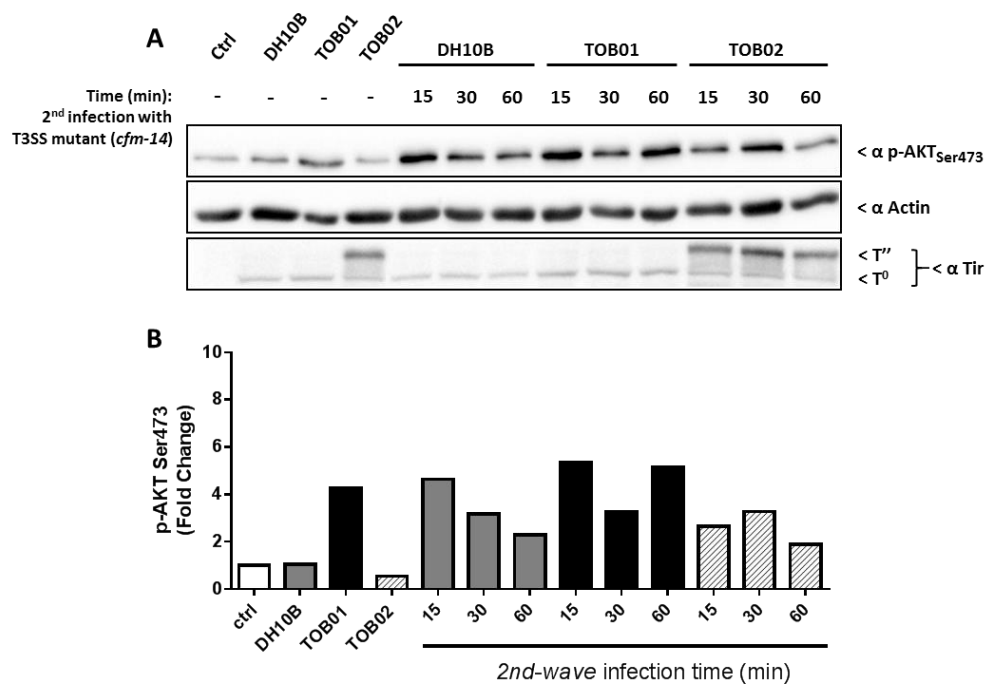 A
Ctrl DH10B TOB01 TOB02
DH10B TOB01 TOB02
Time (min): - - - - 15 30 60 15 30 60 15 30 60
2nd infection with
T3SS mutant (cfm-14)
< α p-AKTSer473
< α Actin
< T’’
< α Tir
< T0
B
p-AKT Ser473
(Fold Change)
10
8
6
4
2
0
ctrl DH10B TOB01 TOB02 15 30 60 15 30 60 15 30 60
2nd-wave infection time (min)